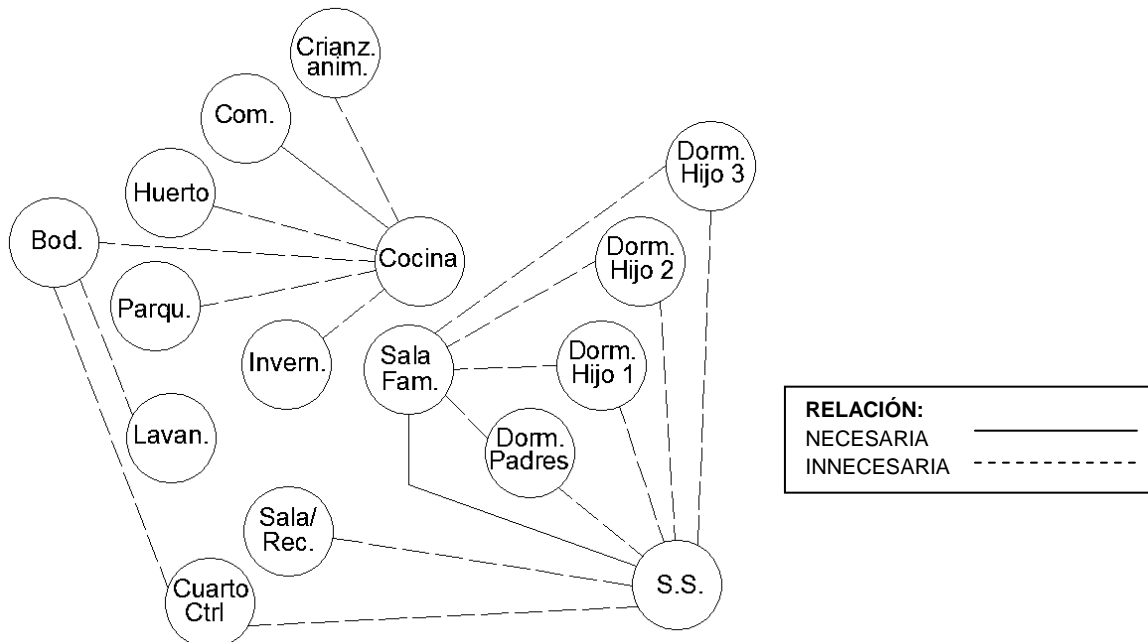 Crianz.
anim.
Com.
Huerto
Bod.
Cocina
Parqu.
Invern.
Lavan.
Dorm.
Hijo 3
Dorm.
Hijo 2
Dorm.
Hijo 1
Sala
Fam.
Dorm.
Padres
Sala/
Rec.
Cuarto
Ctrl
S.S.
RELACIÓN:
NECESARIA
INNECESARIA